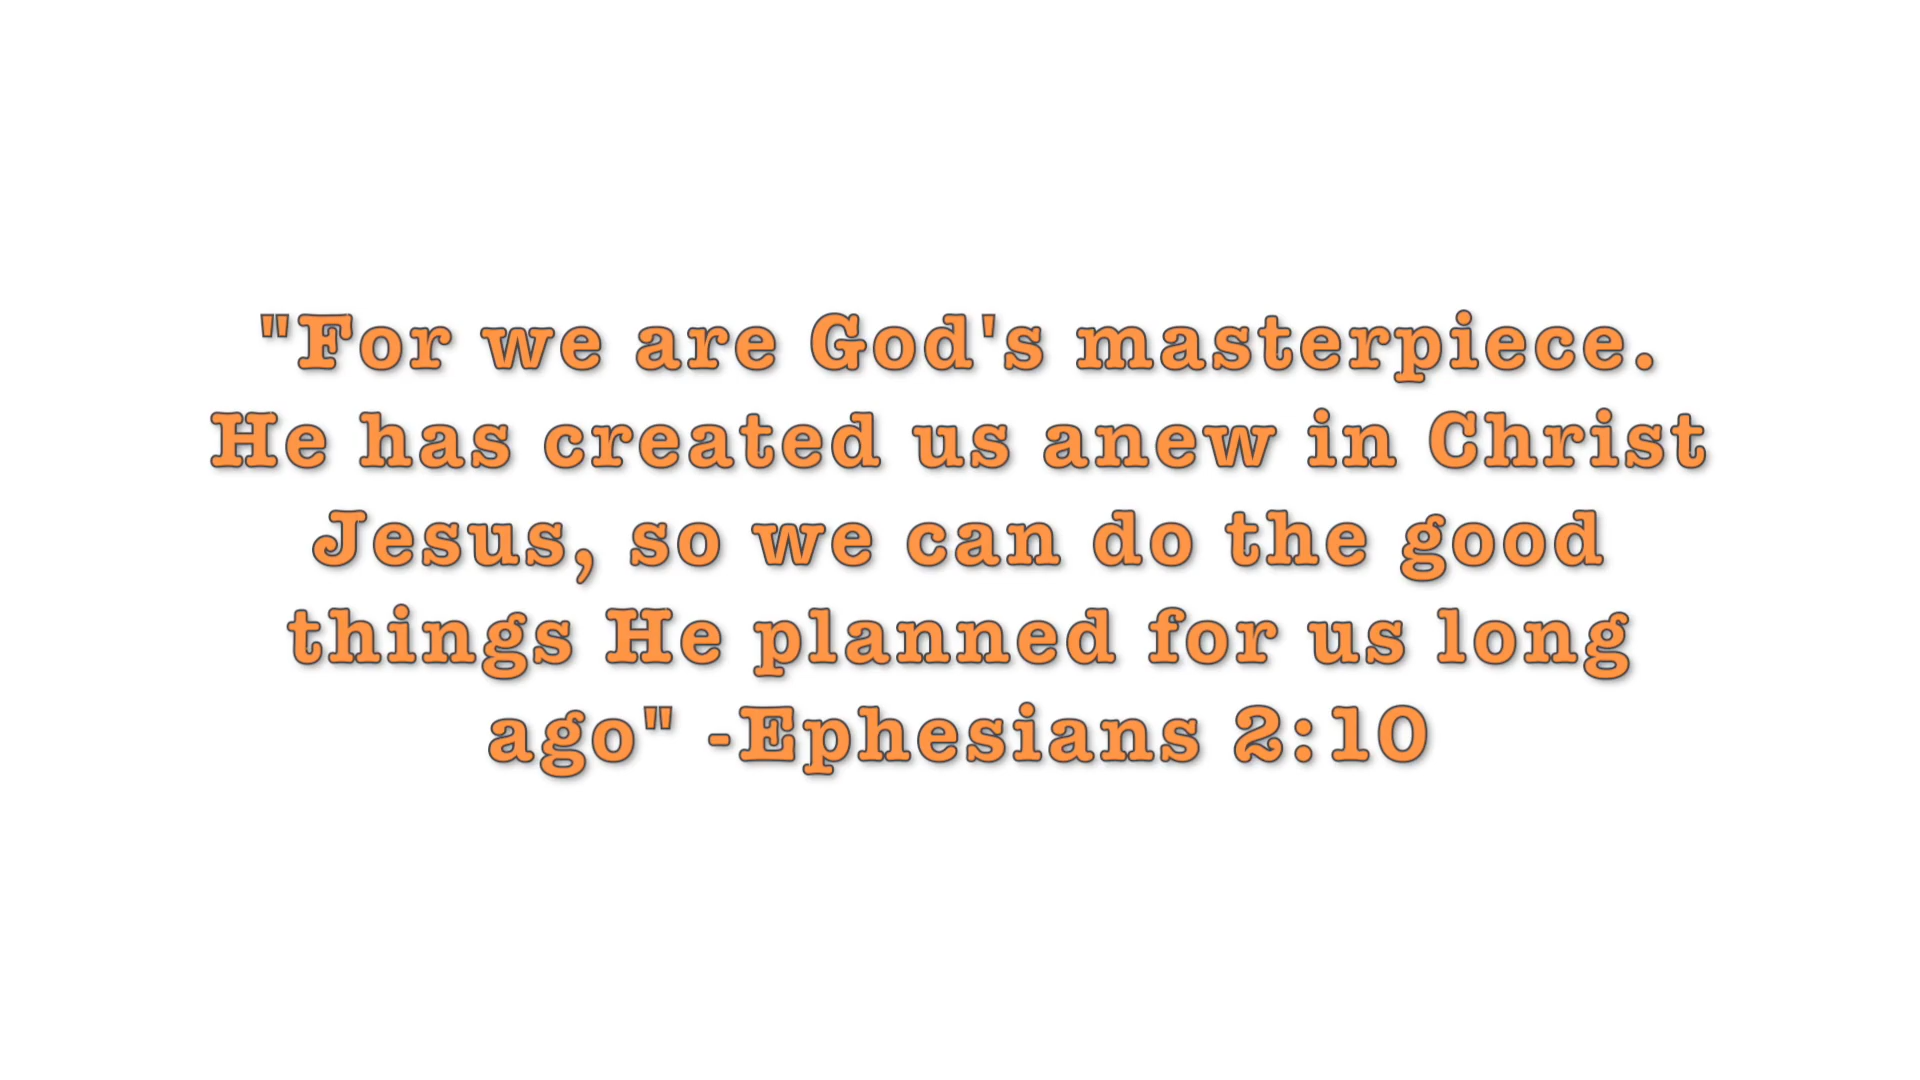 "For we are God's masterpiece.
He has created us anew in Christ
Jesus, so we can do the good
things He planned for us long
ago" -Ephesians 2:10